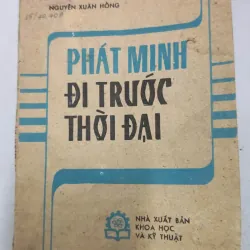 NGUYỄN XUÂN HỒNG
PHÁT MINH
ĐI TRƯỚC
THỜI ĐẠI
NHÀ XUẤT BẢN
KHOA HỌC
VÀ KỸ THUẬT